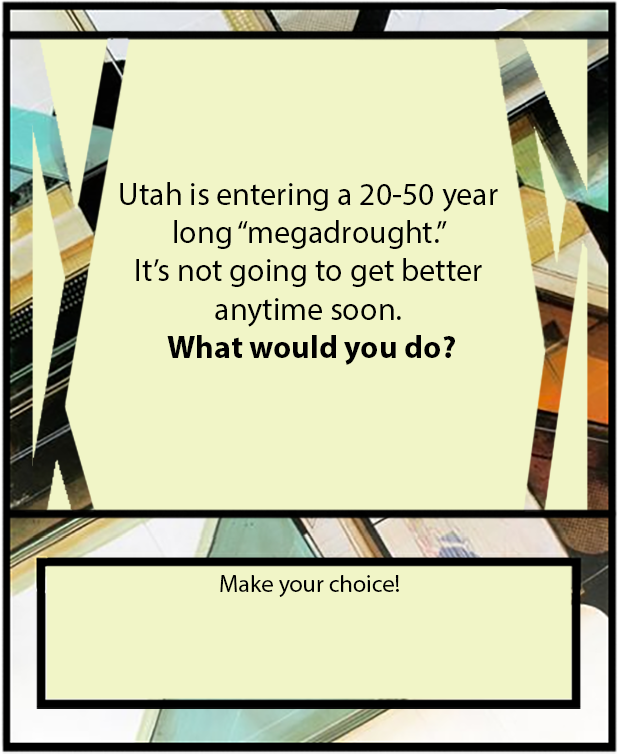 Utah is entering a 20-50 year
long “megadrought.”
It’s not going to get better
anytime soon.
What would you do?
Make your choice!